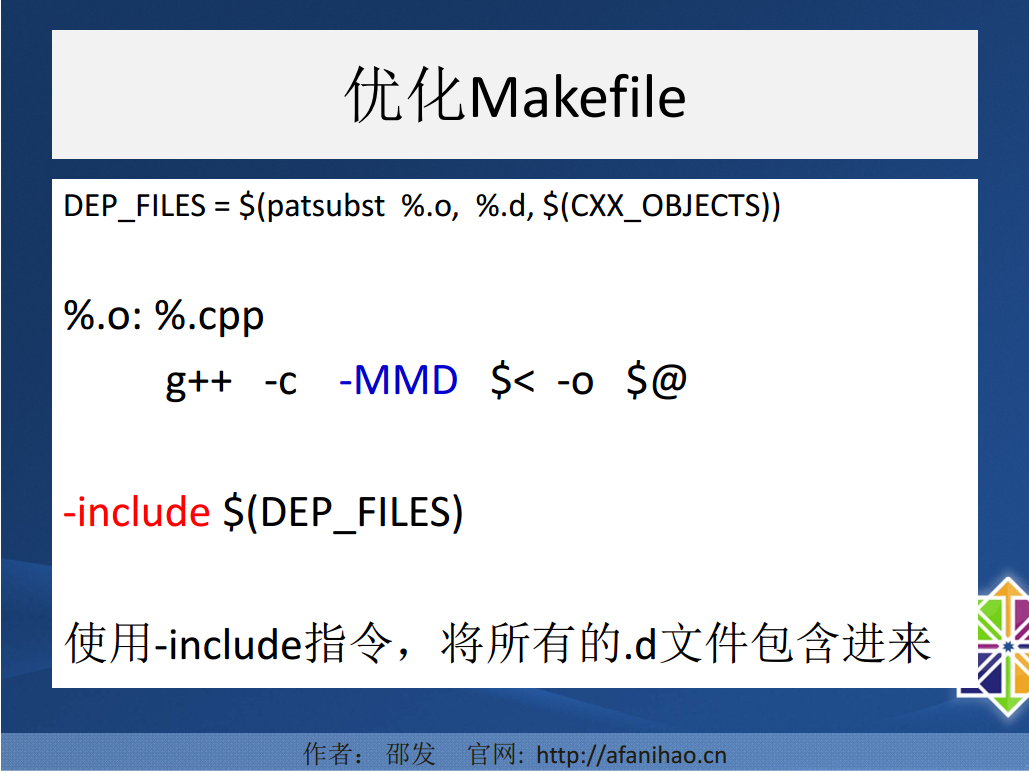 优化Makefile
DEP_FILES = $(patsubst %.o, %.d, $(CXX_OBJECTS))
%.o: %.cpp
g++ -c -MMD $< -o $@
-include $(DEP_FILES)
使用-include指令，将所有的.d文件包含进来
作者： 邵发 官网: http://afanihao.cn